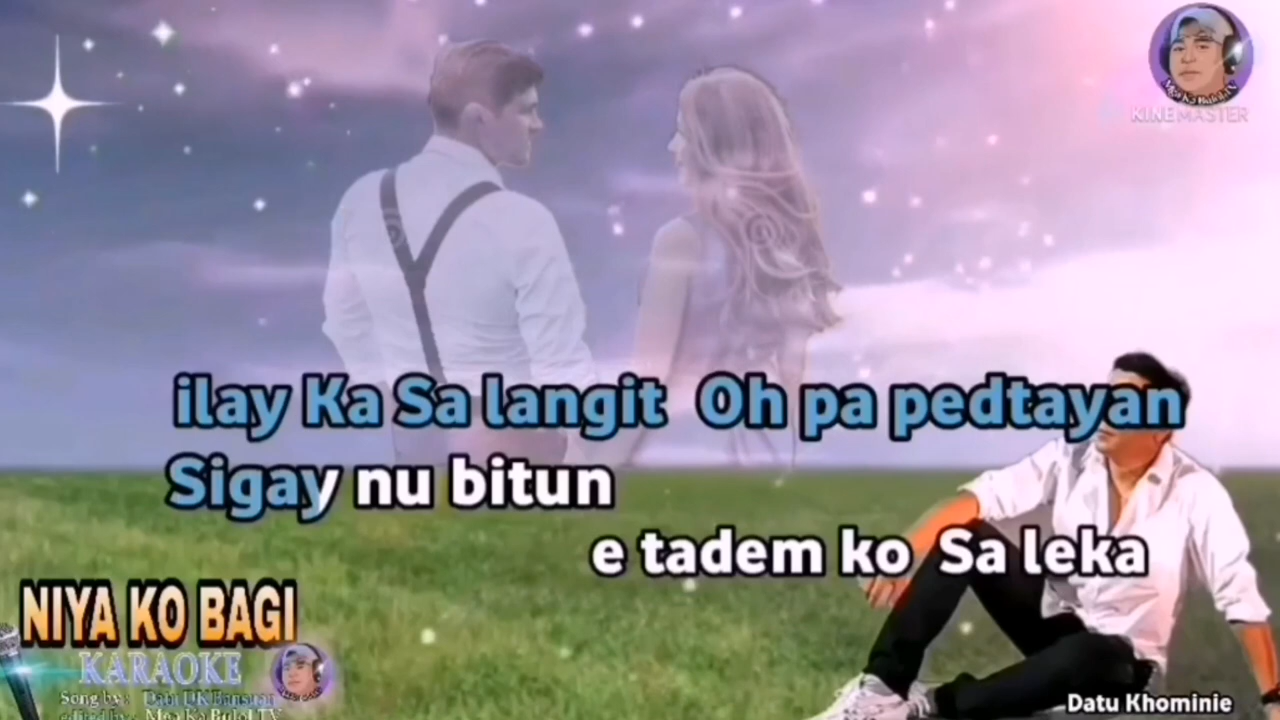 KINEMASTER
ilay Ka Sa langit Oh pa pedtayan
Sigay nu bitun
e tadem ko Sa leka
NIYA KO BAGI
KARAOKE
Song by: Datu
Datu Khominie